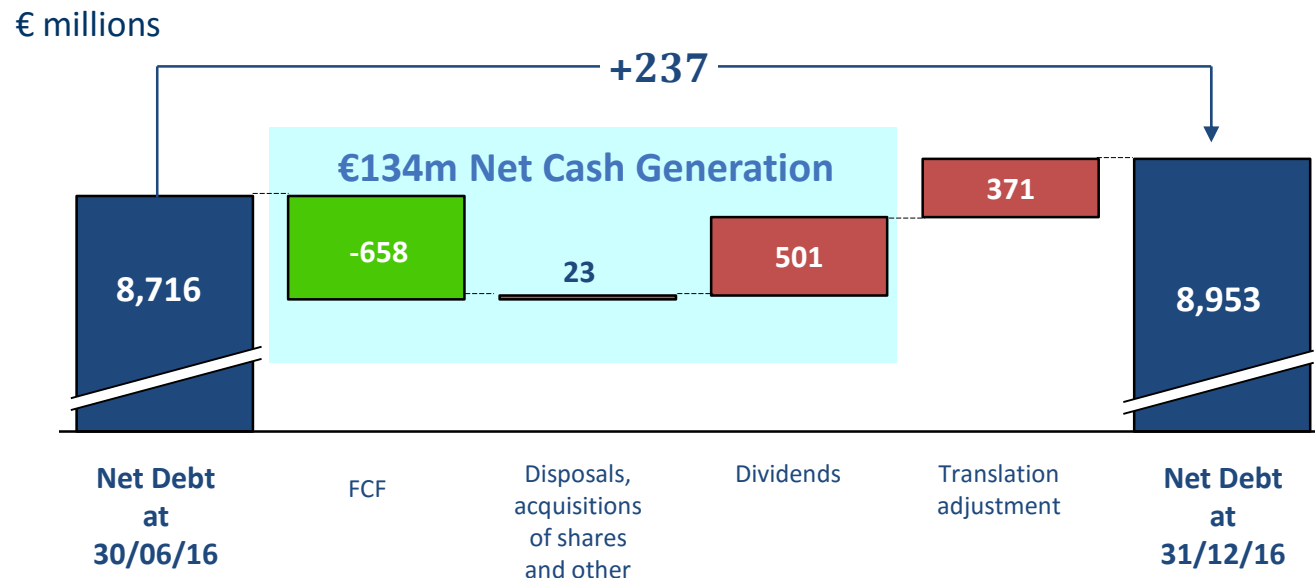 € millions
+237
€134m Net Cash Generation
8,716
-658
23
501
371
8,953
Net Debt
at
30/06/16
FCF
Disposals,
acquisitions
of shares
and other
Dividends
Translation
adjustment
Net Debt
at
31/12/16